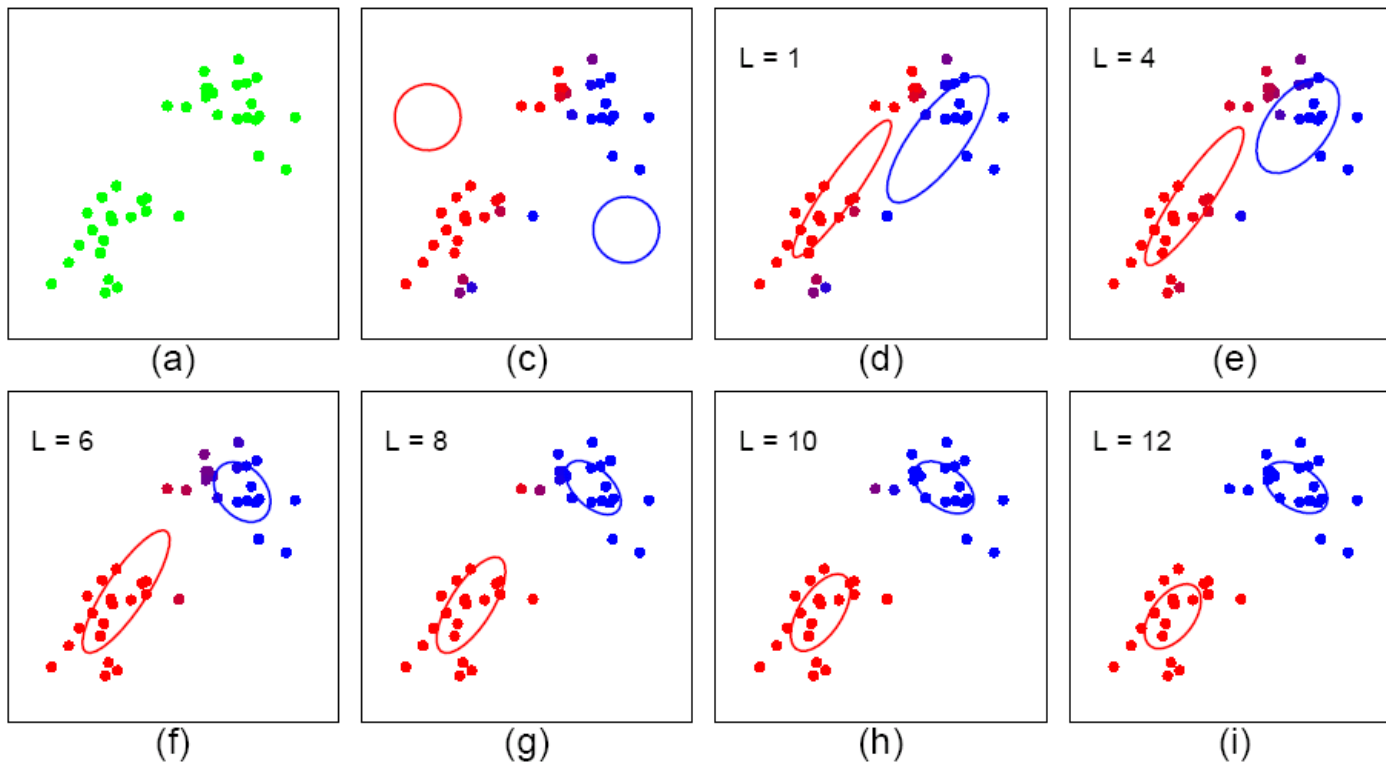 L = 1
L = 4
(a)
(c)
(d)
(e)
L = 6
L = 8
L = 10
L = 12
(f)
(g)
(h)
(i)